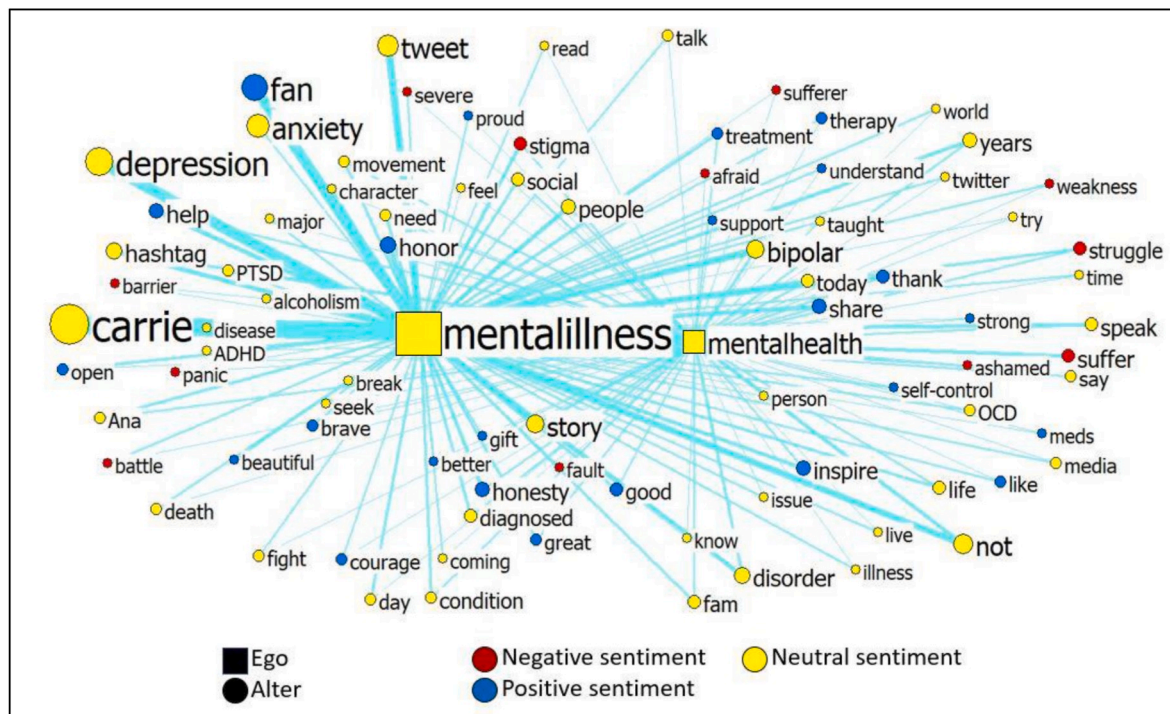 tweet
read
talk
fan
severe
sufferer
proud
therapy
world
anxiety
treatment
years
stigma
depression
movement
social
afraid
understand
twitter
weakness
character
feel
help
major
need
people
support
taught
try
honor
hashtag
bipolar
struggle
PTSD
today
thank
time
barrier
alcoholism
share
carrie
disease
mentalillness
mentalhealth
strong
speak
ADHD
suffer
open
panic
ashamed
say
break
self-control
seek
person
OCD
Ana
brave
story
gift
meds
battle
beautiful
better
fault
inspire
media
honesty
good
issue
life
like
death
diagnosed
great
know
live
not
fight
courage
coming
disorder
illness
day
condition
fam
Ego
Negative sentiment
Neutral sentiment
Alter
Positive sentiment